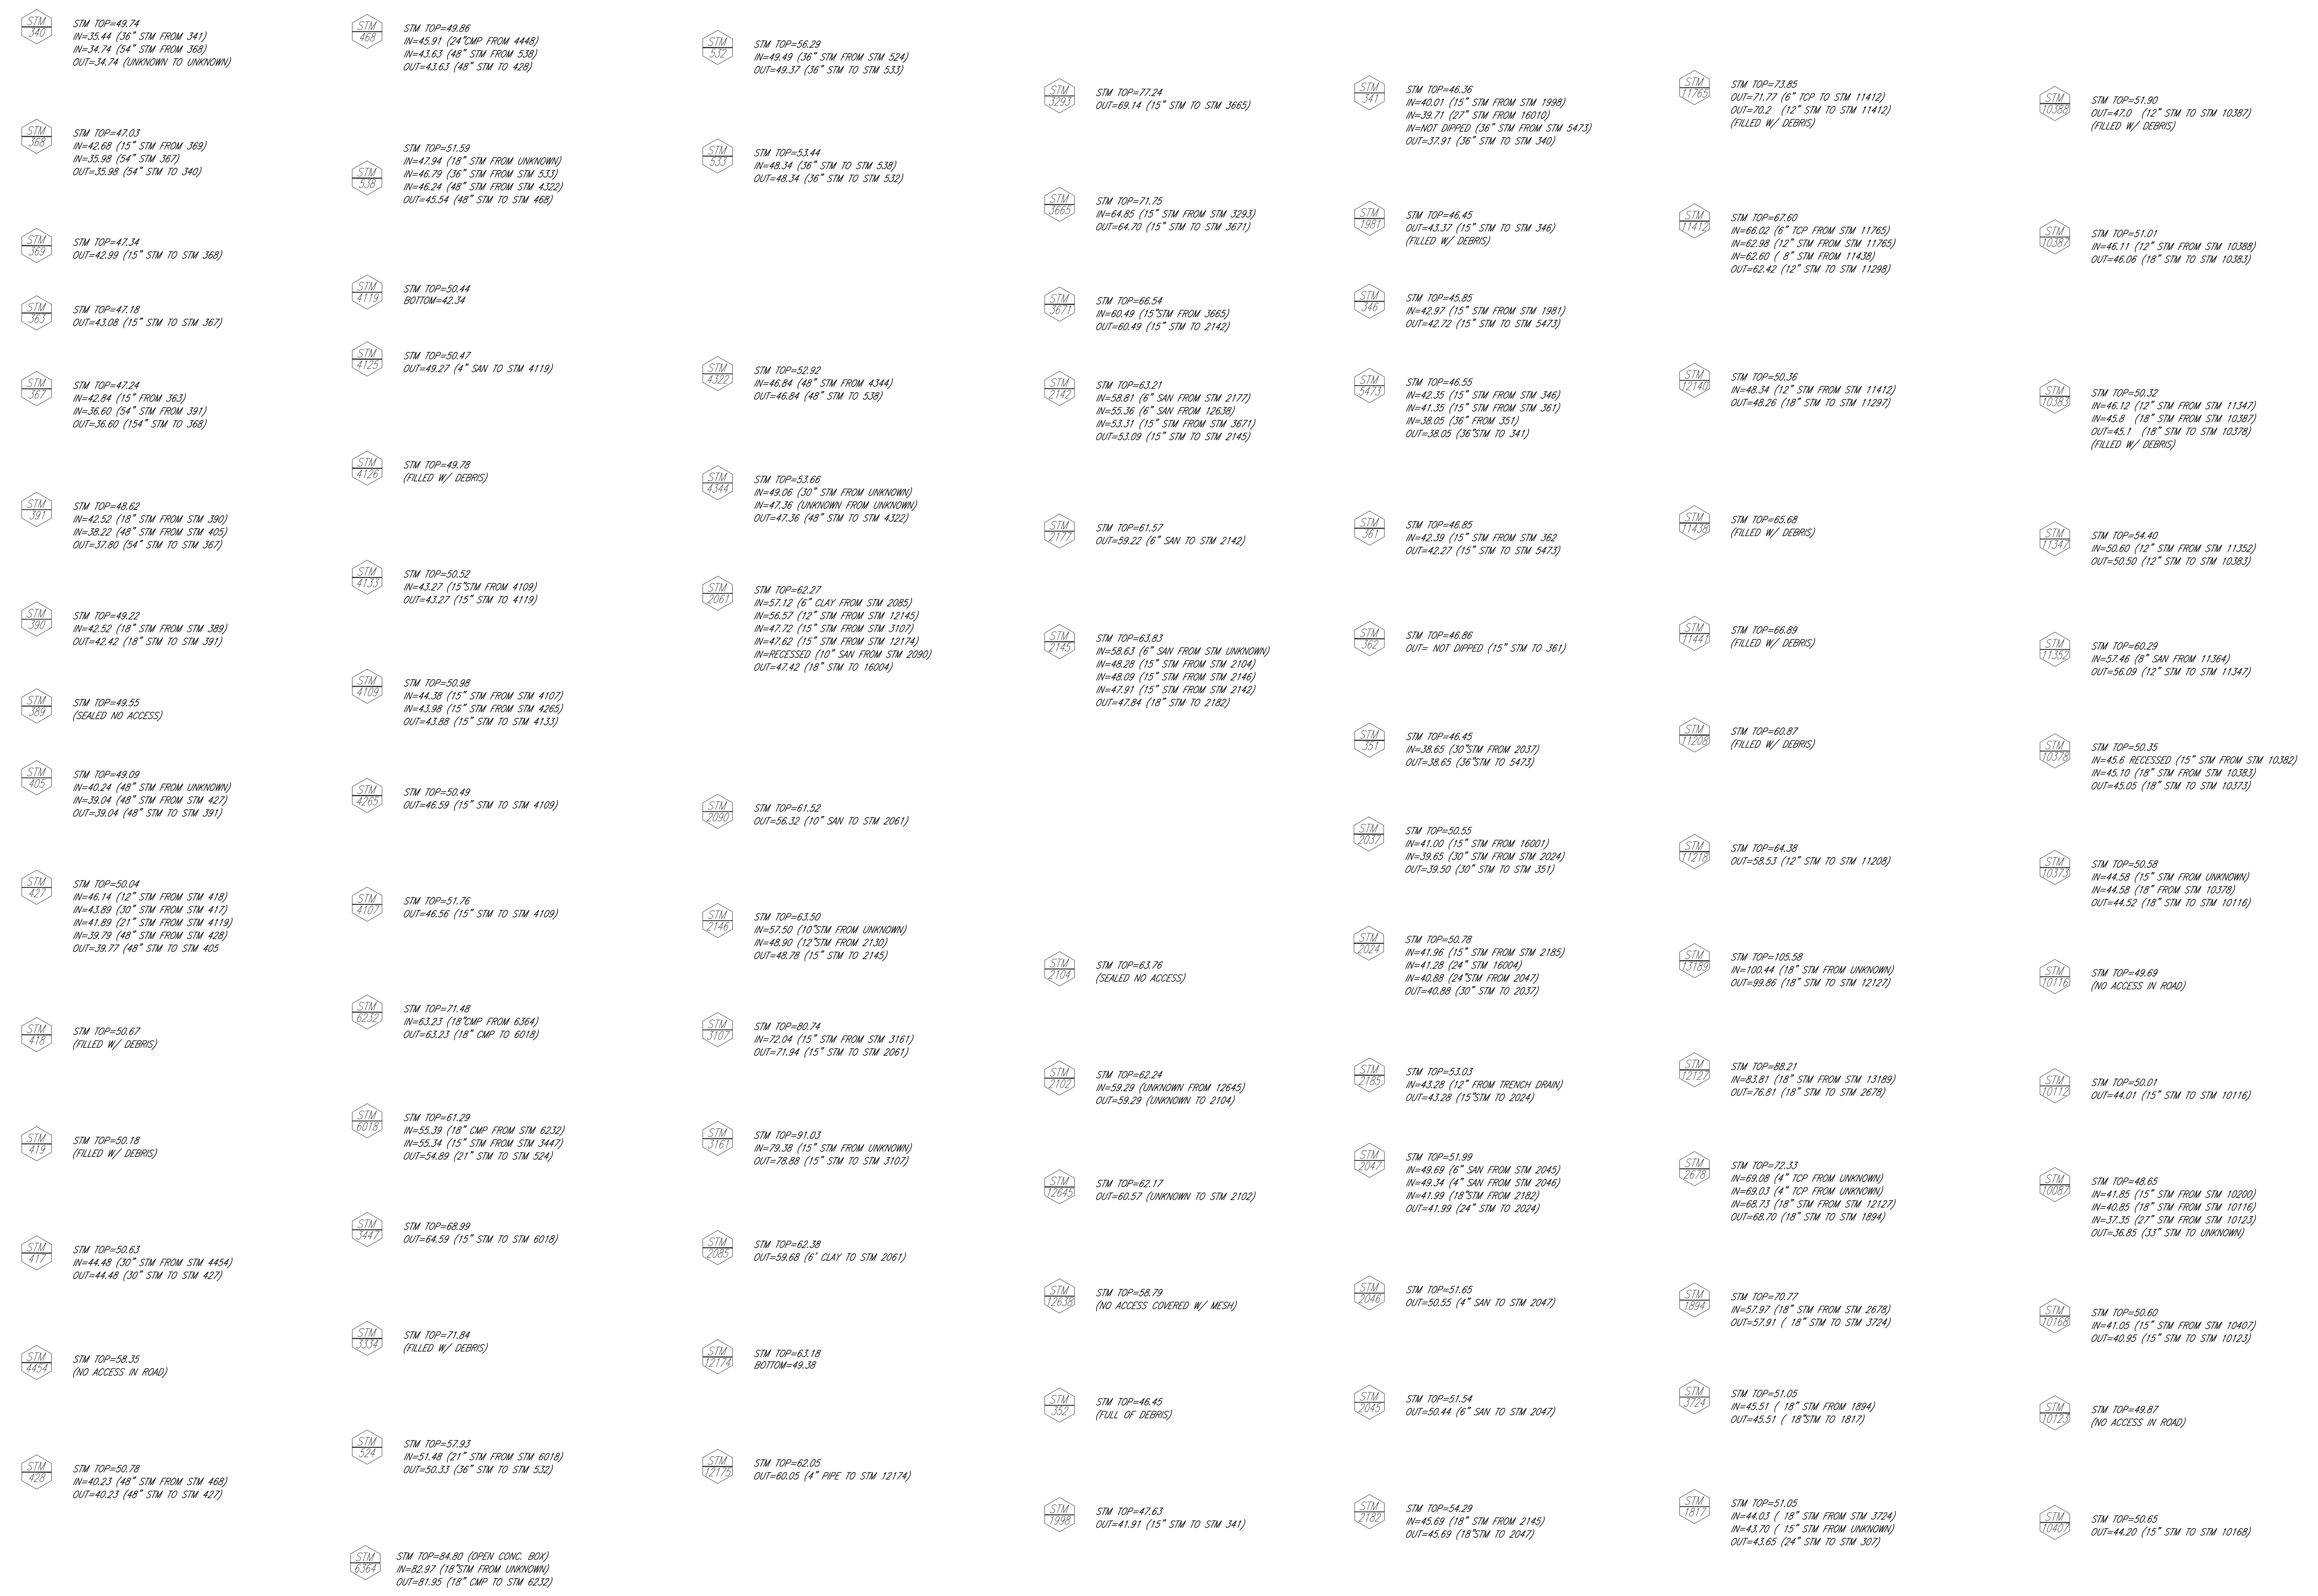 STM
340
STM TOP=49.74
IN=35.44 (36" STM FROM 341)
IN=34.74 (54" STM FROM 368)
OUT=34.74 (UNKNOWN TO UNKNOWN)
STM
368
STM TOP=47.03
IN=42.68 (15" STM FROM 369)
IN=35.98 (54" STM 367)
OUT=35.98 (54" STM TO 340)
STM
369
STM TOP=47.34
OUT=42.99 (15" STM TO STM 368)
STM
363
STM TOP=47.18
OUT=43.08 (15" STM TO STM 367)
STM
367
STM TOP=47.24
IN=42.84 (15" FROM 363)
IN=36.60 (54" STM FROM 391)
OUT=36.60 (154" STM TO 368)
STM
391
STM TOP=48.62
IN=42.52 (18" STM FROM STM 390)
IN=38.22 (48" STM FROM STM 405)
OUT=37.80 (54" STM TO STM 367)
STM
390
STM TOP=49.22
IN=42.52 (18" STM FROM STM 389)
OUT=42.42 (18" STM TO STM 391)
STM
389
STM TOP=49.55
(SEALED NO ACCESS)
STM
405
STM TOP=49.09
IN=40.24 (48" STM FROM UNKNOWN)
IN=39.04 (48" STM FROM STM 427)
OUT=39.04 (48" STM TO STM 391)
STM
427
STM TOP=50.04
IN=46.14 (12" STM FROM STM 418)
IN=43.89 (30" STM FROM STM 417)
IN=41.89 (21" STM FROM STM 4119)
IN=39.79 (48" STM FROM STM 428)
OUT=39.77 (48" STM TO STM 405
STM
418
STM TOP=50.67
(FILLED W/ DEBRIS)
STM
419
STM TOP=50.18
(FILLED W/ DEBRIS)
STM
417
STM TOP=50.63
IN=44.48 (30" STM FROM STM 4454)
OUT=44.48 (30" STM TO STM 427)
STM
4454
STM TOP=58.35
(NO ACCESS IN ROAD)
STM
428
STM TOP=50.78
IN=40.23 (48" STM FROM STM 468)
OUT=40.23 (48" STM TO STM 427)
STM
468
STM TOP=49.86
IN=45.91 (24"CMP FROM 4448)
IN=43.63 (48" STM FROM 538)
OUT=43.63 (48" STM TO 428)
STM
538
STM TOP=51.59
IN=47.94 (18" STM FROM UNKNOWN)
IN=46.79 (36" STM FROM STM 533)
IN=46.24 (48" STM FROM STM 4322)
OUT=45.54 (48" STM TO STM 468)
STM
4119
STM TOP=50.44
BOTTOM=42.34
STM
4125
STM TOP=50.47
OUT=49.27 (4" SAN TO STM 4119)
STM
4126
STM TOP=49.78
(FILLED W/ DEBRIS)
STM
4133
STM TOP=50.52
IN=43.27 (15"STM FROM 4109)
OUT=43.27 (15" STM TO 4119)
STM
4109
STM TOP=50.98
IN=44.38 (15" STM FROM STM 4107)
IN=43.98 (15" STM FROM STM 4265)
OUT=43.88 (15" STM TO STM 4133)
STM
4265
STM TOP=50.49
OUT=46.59 (15" STM TO STM 4109)
STM
4107
STM TOP=51.76
OUT=46.56 (15" STM TO STM 4109)
STM
6232
STM TOP=71.48
IN=63.23 (18"CMP FROM 6364)
OUT=63.23 (18" CMP TO 6018)
STM
6018
STM TOP=61.29
IN=55.39 (18" CMP FROM STM 6232)
IN=55.34 (15" STM FROM STM 3447)
OUT=54.89 (21" STM TO STM 524)
STM
3447
STM TOP=68.99
OUT=64.59 (15" STM TO STM 6018)
STM
3334
STM TOP=71.84
(FILLED W/ DEBRIS)
STM
524
STM TOP=57.93
IN=51.48 (21" STM FROM STM 6018)
OUT=50.33 (36" STM TO STM 532)
STM
6364
STM TOP=84.80 (OPEN CONC. BOX)
IN=82.97 (18"STM FROM UNKNOWN)
OUT=81.95 (18" CMP TO STM 6232)
STM
532
STM TOP=56.29
IN=49.49 (36" STM FROM STM 524)
OUT=49.37 (36" STM TO STM 533)
STM
533
STM TOP=53.44
IN=48.34 (36" STM TO STM 538)
OUT=48.34 (36" STM TO STM 532)
STM
4322
STM TOP=52.92
IN=46.84 (48" STM FROM 4344)
OUT=46.84 (48" STM TO 538)
STM
4344
STM TOP=53.66
IN=49.06 (30" STM FROM UNKNOWN)
IN=47.36 (UNKNOWN FROM UNKNOWN)
OUT=47.36 (48" STM TO STM 4322)
STM
2061
STM TOP=62.27
IN=57.12 (6" CLAY FROM STM 2085)
IN=56.57 (12" STM FROM STM 12145)
IN=47.72 (15" STM FROM STM 3107)
IN=47.62 (15" STM FROM STM 12174)
IN=RECESSED (10" SAN FROM STM 2090)
OUT=47.42 (18" STM TO 16004)
STM
2090
STM TOP=61.52
OUT=56.32 (10" SAN TO STM 2061)
STM
2146
STM TOP=63.50
IN=57.50 (10"STM FROM UNKNOWN)
IN=48.90 (12"STM FROM 2130)
OUT=48.78 (15" STM TO 2145)
STM
3107
STM TOP=80.74
IN=72.04 (15" STM FROM STM 3161)
OUT=71.94 (15" STM TO STM 2061)
STM
3161
STM TOP=91.03
IN=79.38 (15" STM FROM UNKNOWN)
OUT=78.88 (15" STM TO STM 3107)
STM
2085
STM TOP=62.38
OUT=59.68 (6' CLAY TO STM 2061)
STM
12174
STM TOP=63.18
BOTTOM=49.38
STM
12175
STM TOP=62.05
OUT=60.05 (4" PIPE TO STM 12174)
STM
3293
STM TOP=77.24
OUT=69.14 (15" STM TO STM 3665)
STM
3665
STM TOP=71.75
IN=64.85 (15" STM FROM STM 3293)
OUT=64.70 (15" STM TO STM 3671)
STM
3671
STM TOP=66.54
IN=60.49 (15"STM FROM 3665)
OUT=60.49 (15" STM TO 2142)
STM
2142
STM TOP=63.21
IN=58.81 (6" SAN FROM STM 2177)
IN=55.36 (6" SAN FROM 12638)
IN=53.31 (15" STM FROM STM 3671)
OUT=53.09 (15" STM TO STM 2145)
STM
2177
STM TOP=61.57
OUT=59.22 (6" SAN TO STM 2142)
STM
2145
STM TOP=63.83
IN=58.63 (6" SAN FROM STM UNKNOWN)
IN=48.28 (15" STM FROM STM 2104)
IN=48.09 (15" STM FROM STM 2146)
IN=47.91 (15" STM FROM STM 2142)
OUT=47.84 (18" STM TO 2182)
STM
2104
STM TOP=63.76
(SEALED NO ACCESS)
STM
2102
STM TOP=62.24
IN=59.29 (UNKNOWN FROM 12645)
OUT=59.29 (UNKNOWN TO 2104)
STM
12645
STM TOP=62.17
OUT=60.57 (UNKNOWN TO STM 2102)
STM
12638
STM TOP=58.79
(NO ACCESS COVERED W/ MESH)
STM
352
STM TOP=46.45
(FULL OF DEBRIS)
STM
1998
STM TOP=47.63
OUT=41.91 (15" STM TO STM 341)
STM
341
STM TOP=46.36
IN=40.01 (15" STM FROM STM 1998)
IN=39.71 (27" STM FROM 16010)
IN=NOT DIPPED (36" STM FROM STM 5473)
OUT=37.91 (36" STM TO STM 340)
STM
1981
STM TOP=46.45
OUT=43.37 (15" STM TO STM 346)
(FILLED W/ DEBRIS)
STM
346
STM TOP=45.85
IN=42.97 (15" STM FROM STM 1981)
OUT=42.72 (15" STM TO STM 5473)
STM
5473
STM TOP=46.55
IN=42.35 (15" STM FROM STM 346)
IN=41.35 (15" STM FROM STM 361)
IN=38.05 (36" FROM 351)
OUT=38.05 (36"STM TO 341)
STM
361
STM TOP=46.85
IN=42.39 (15" STM FROM STM 362
OUT=42.27 (15" STM TO STM 5473)
STM
362
STM TOP=46.86
OUT= NOT DIPPED (15" STM TO 361)
STM
351
STM TOP=46.45
IN=38.65 (30"STM FROM 2037)
OUT=38.65 (36"STM TO 5473)
STM
2037
STM TOP=50.55
IN=41.00 (15" STM FROM 16001)
IN=39.65 (30" STM FROM STM 2024)
OUT=39.50 (30" STM TO STM 351)
STM
2024
STM TOP=50.78
IN=41.96 (15" STM FROM STM 2185)
IN=41.28 (24" STM 16004)
IN=40.88 (24"STM FROM 2047)
OUT=40.88 (30" STM TO 2037)
STM
2185
STM TOP=53.03
IN=43.28 (12" FROM TRENCH DRAIN)
OUT=43.28 (15"STM TO 2024)
STM
2047
STM TOP=51.99
IN=49.69 (6" SAN FROM STM 2045)
IN=49.34 (4" SAN FROM STM 2046)
IN=41.99 (18"STM FROM 2182)
OUT=41.99 (24" STM TO 2024)
STM
2046
STM TOP=51.65
OUT=50.55 (4" SAN TO STM 2047)
STM
2045
STM TOP=51.54
OUT=50.44 (6" SAN TO STM 2047)
STM
2182
STM TOP=54.29
IN=45.69 (18" STM FROM 2145)
OUT=45.69 (18"STM TO 2047)
STM
11765
STM TOP=73.85
OUT=71.77 (6" TCP TO STM 11412)
OUT=70.2 (12" STM TO STM 11412)
(FILLED W/ DEBRIS)
STM
11412
STM TOP=67.60
IN=66.02 (6" TCP FROM STM 11765)
IN=62.98 (12" STM FROM STM 11765)
IN=62.60 ( 8" STM FROM 11438)
OUT=62.42 (12" STM TO STM 11298)
STM
12140
STM TOP=50.36
IN=48.34 (12" STM FROM STM 11412)
OUT=48.26 (18" STM TO STM 11297)
STM
11438
STM TOP=65.68
(FILLED W/ DEBRIS)
STM
11441
STM TOP=66.89
(FILLED W/ DEBRIS)
STM
11208
STM TOP=60.87
(FILLED W/ DEBRIS)
STM
11218
STM TOP=64.38
OUT=58.53 (12" STM TO STM 11208)
STM
13189
STM TOP=105.58
IN=100.44 (18" STM FROM UNKNOWN)
OUT=99.86 (18" STM TO STM 12127)
STM
12127
STM TOP=88.21
IN=83.81 (18" STM FROM STM 13189)
OUT=76.81 (18" STM TO STM 2678)
STM
2678
STM TOP=72.33
IN=69.08 (4" TCP FROM UNKNOWN)
IN=69.03 (4" TCP FROM UNKNOWN)
IN=68.73 (18" STM FROM STM 12127)
OUT=68.70 (18" STM TO STM 1894)
STM
1894
STM TOP=70.77
IN=57.97 (18" STM FROM STM 2678)
OUT=57.91 ( 18" STM TO STM 3724)
STM
3724
STM TOP=51.05
IN=45.51 ( 18" STM FROM 1894)
OUT=45.51 ( 18"STM TO 1817)
STM
1817
STM TOP=51.05
IN=44.03 ( 18" STM FROM STM 3724)
IN=43.70 ( 15" STM FROM UNKNOWN)
OUT=43.65 (24" STM TO STM 307)
STM
10388
STM TOP=51.90
OUT=47.0 (12" STM TO STM 10387)
(FILLED W/ DEBRIS)
STM
10387
STM TOP=51.01
IN=46.11 (12" STM FROM STM 10388)
OUT=46.06 (18" STM TO STM 10383)
STM
10383
STM TOP=50.32
IN=46.12 (12" STM FROM STM 11347)
IN=45.8 (18" STM FROM STM 10387)
OUT=45.1 (18" STM TO STM 10378)
(FILLED W/ DEBRIS)
STM
11347
STM TOP=54.40
IN=50.60 (12" STM FROM STM 11352)
OUT=50.50 (12" STM TO STM 10383)
STM
11352
STM TOP=60.29
IN=57.46 (8" SAN FROM 11364)
OUT=56.09 (12" STM TO STM 11347)
STM
10378
STM TOP=50.35
IN=45.6 RECESSED (15" STM FROM STM 10382)
IN=45.10 (18" STM FROM STM 10383)
OUT=45.05 (18" STM TO STM 10373)
STM
10373
STM TOP=50.58
IN=44.58 (15" STM FROM UNKNOWN)
IN=44.58 (18" FROM STM 10378)
OUT=44.52 (18" STM TO STM 10116)
STM
10116
STM TOP=49.69
(NO ACCESS IN ROAD)
STM
10112
STM TOP=50.01
OUT=44.01 (15" STM TO STM 10116)
STM
10087
STM TOP=48.65
IN=41.85 (15" STM FROM STM 10200)
IN=40.85 (18" STM FROM STM 10116)
IN=37.35 (27" STM FROM STM 10123)
OUT=36.85 (33" STM TO UNKNOWN)
STM
10168
STM TOP=50.60
IN=41.05 (15" STM FROM STM 10407)
OUT=40.95 (15" STM TO STM 10123)
STM
10123
STM TOP=49.87
(NO ACCESS IN ROAD)
STM
10407
STM TOP=50.65
OUT=44.20 (15" STM TO STM 10168)